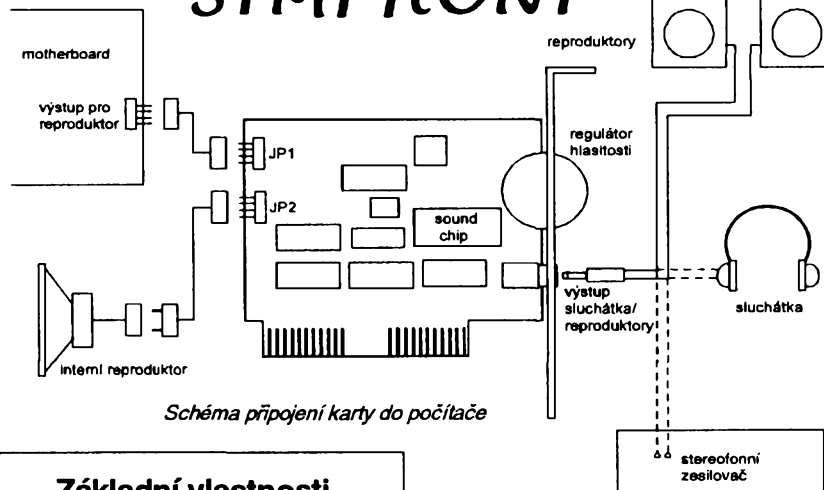 SYMPHONY
motherboard
výstup pro
reproduktor
JP1
JP2
sound
chip
reproduktory
regulátor
hlasitosti
výstup
sluchátka/
reproduktory
sluchátka
interní reproduktor
Schéma připojení karty do počítače
stereofonní
zesilovač
Základní vlastnosti